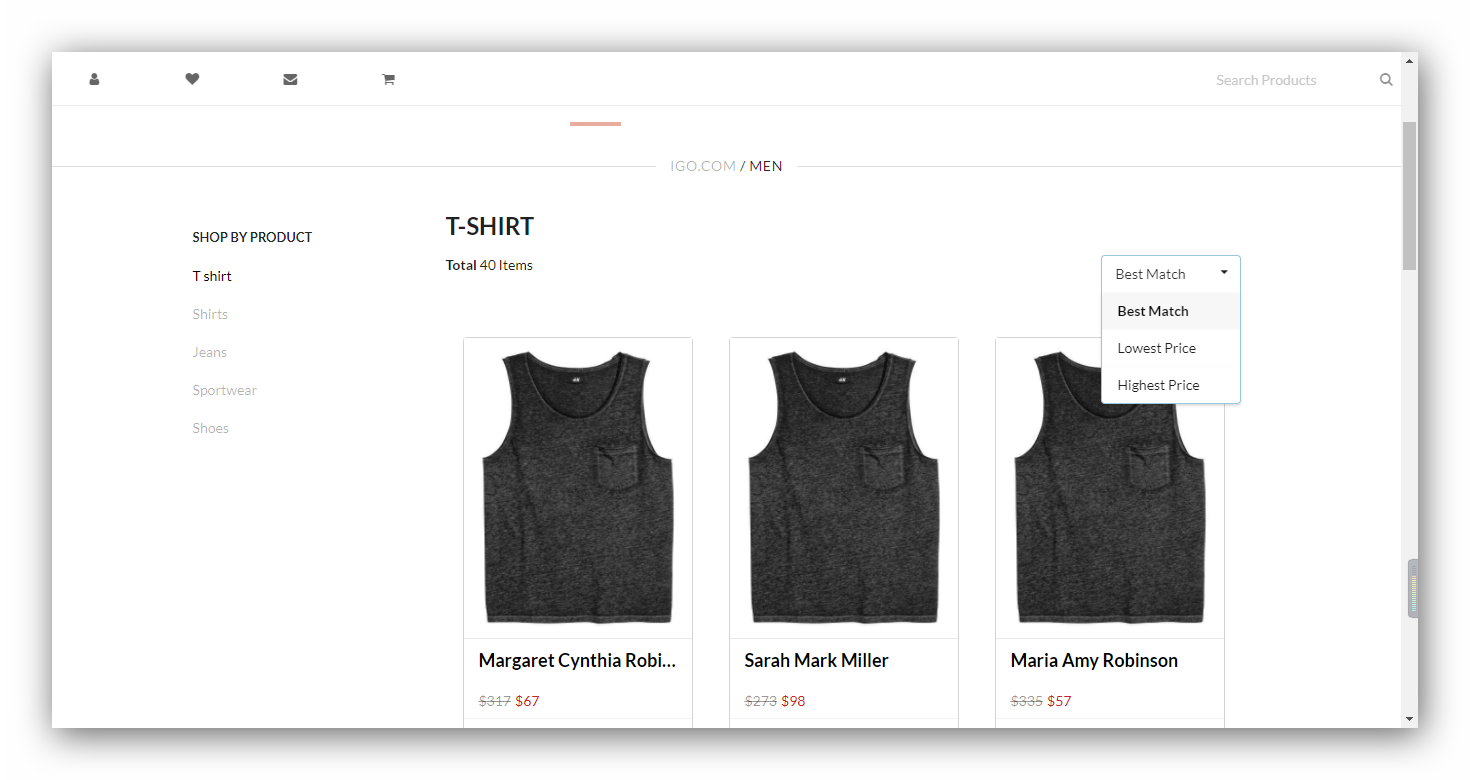 Search Products
IGO.COM / MEN
SHOP BY PRODUCT
T shirt
Shirts
Jeans
Sportwear
Shoes
T-SHIRT
Total 40 Items
Best Match
Best Match
Lowest Price
Highest Price
Margaret Cynthia Robi...
$317 $67
Sarah Mark Miller
$273 $98
Maria Amy Robinson
$335 $57